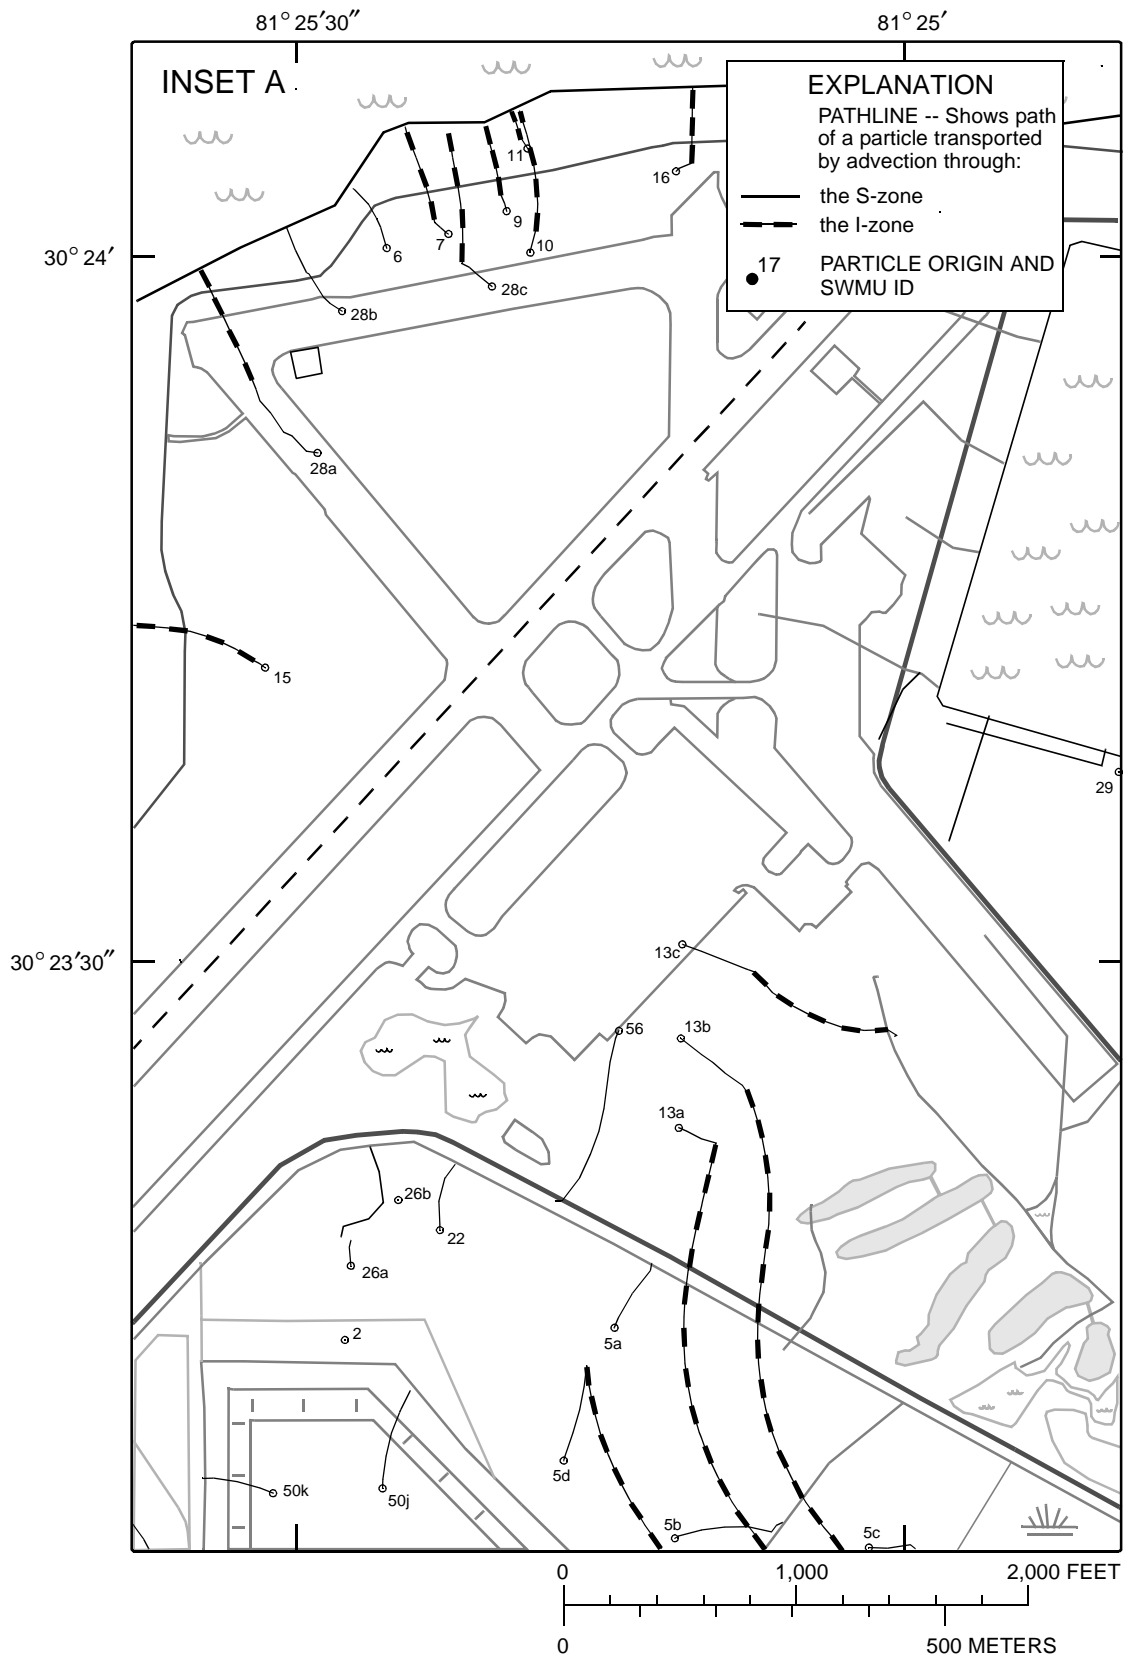 81° 25′30″
81° 25′
INSET A
EXPLANATION
PATHLINE -- Shows path
of a particle transported
by advection through:
the S-zone
the I-zone
17
PARTICLE ORIGIN AND
SWMU ID
11
16
9
7
10
6
30° 24′
28c
28b
28a
15
29
13c
30° 23′30″
56
13b
13a
26b
22
26a
2
5a
5d
50k
50j
5b
5c
0
1,000
2,000 FEET
0
500 METERS